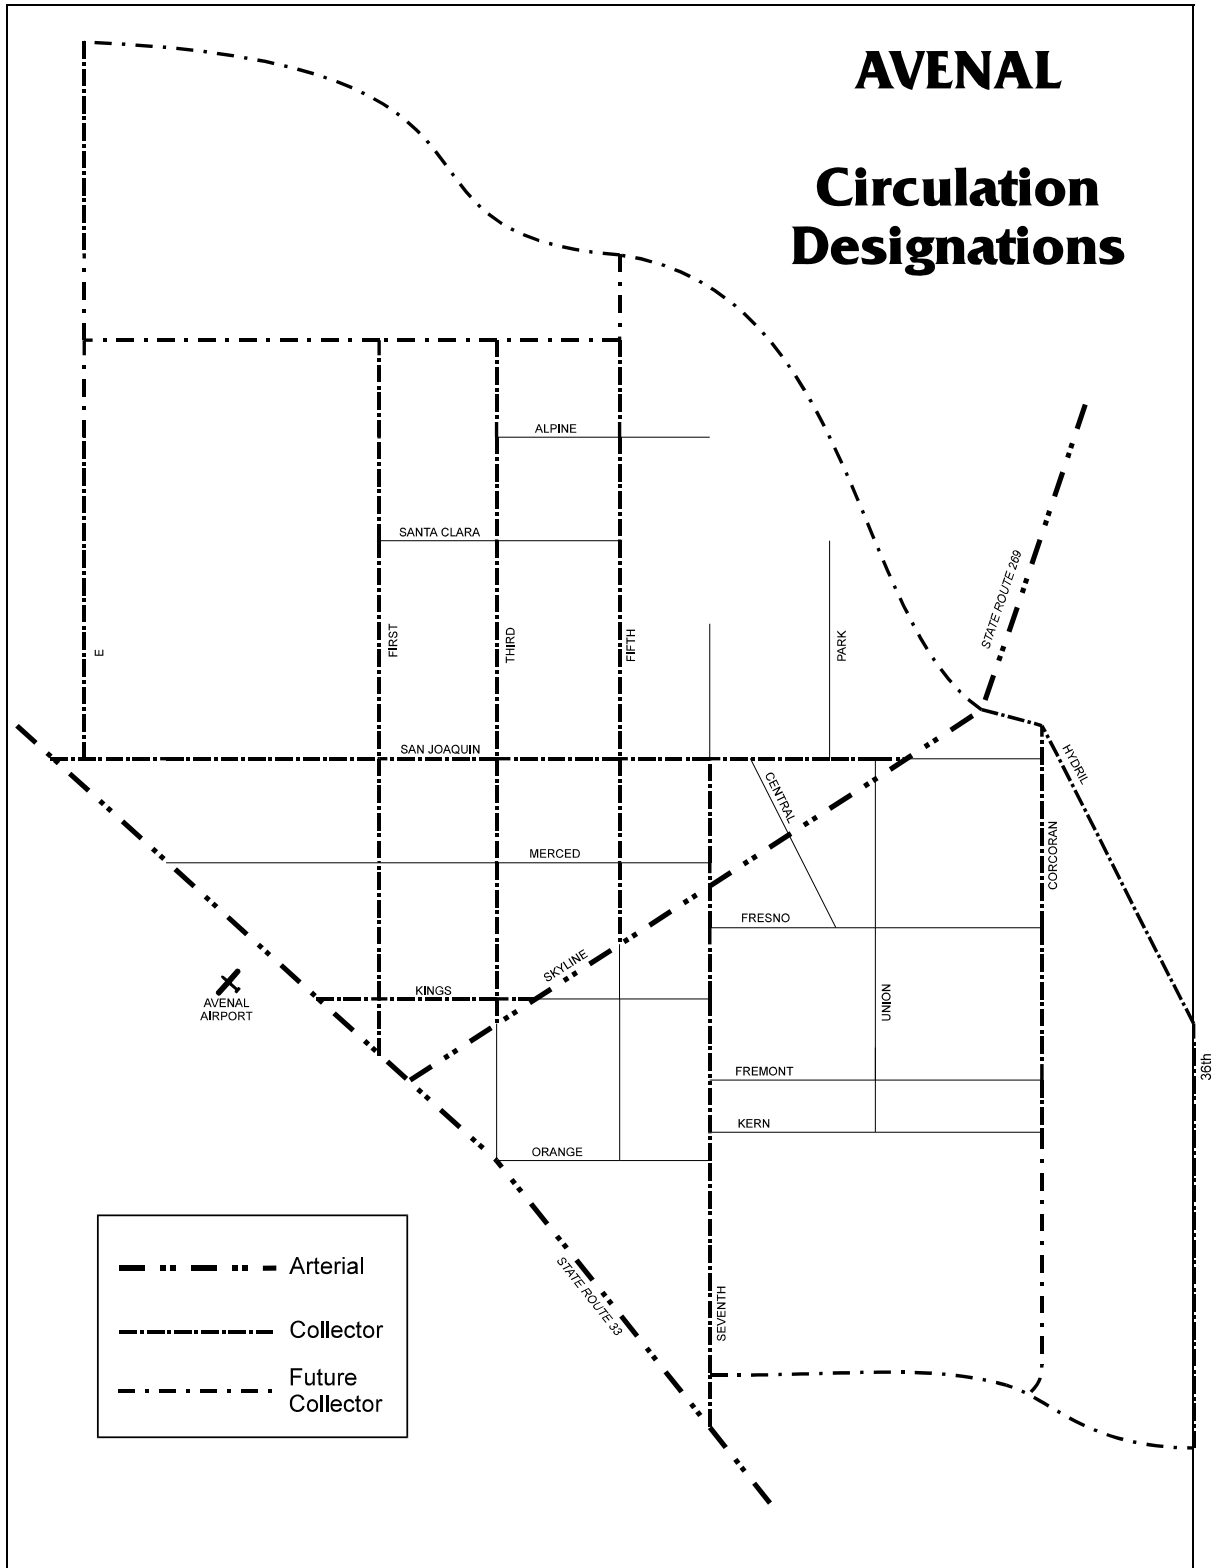 AVENAL
Circulation
Designations
ALPINE
SANTA CLARA
STATE ROUTE 269
E
FIRST
THIRD
FIFTH
PARK
SAN JOAQUIN
HYDRIL
CENTRAL
CORCORAN
MERCED
FRESNO
SKYLINE
KINGS
UNION
AVENAL
AIRPORT
36th
FREMONT
KERN
ORANGE
STATE ROUTE 33
SEVENTH
Arterial
Collector
Future
Collector